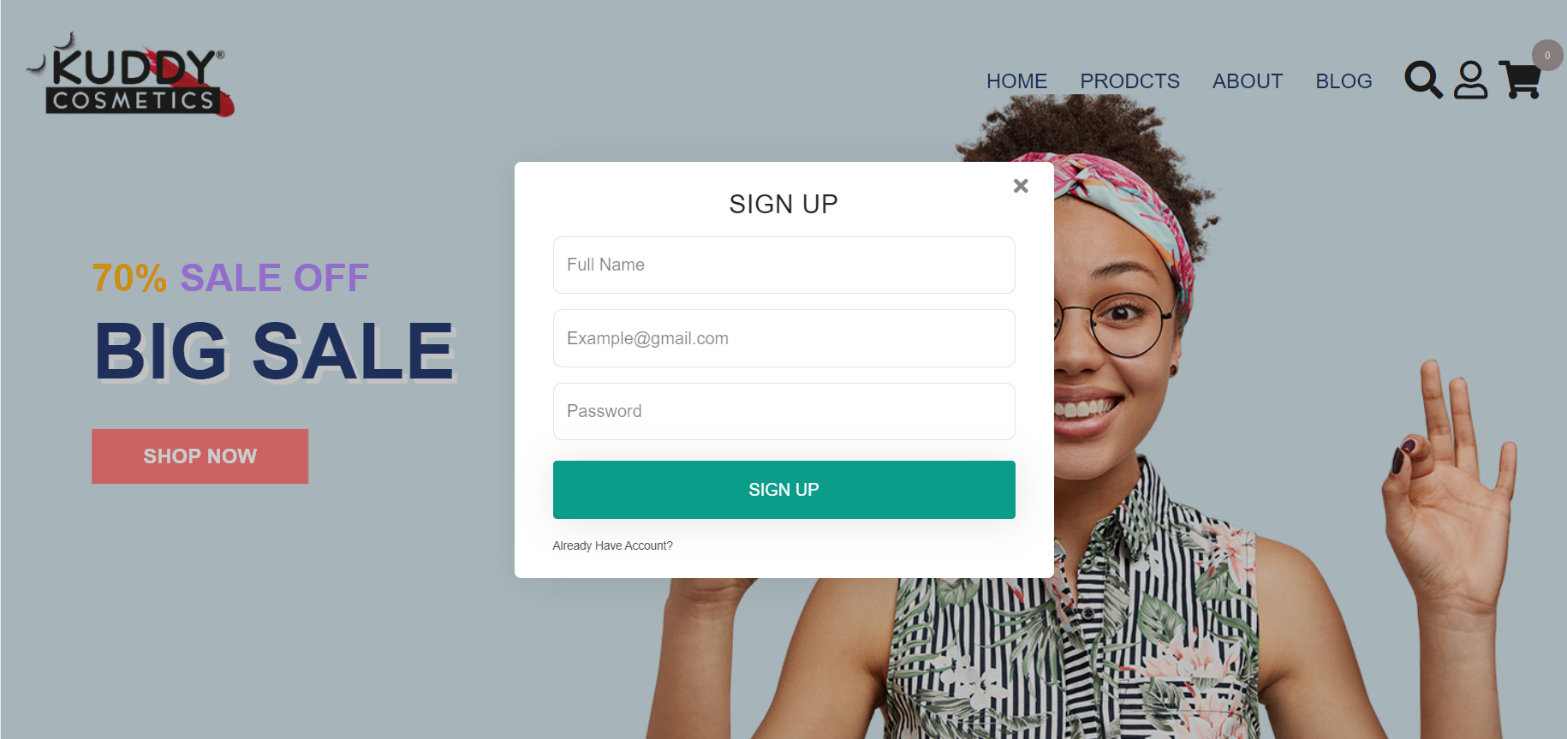 KUDDY®
COSMETICS
HOME PRODCTS ABOUT BLOG
0
70% SALE OFF
BIG SALE
SHOP NOW
SIGN UP
Full Name
Example@gmail.com
Password
SIGN UP
Already Have Account?